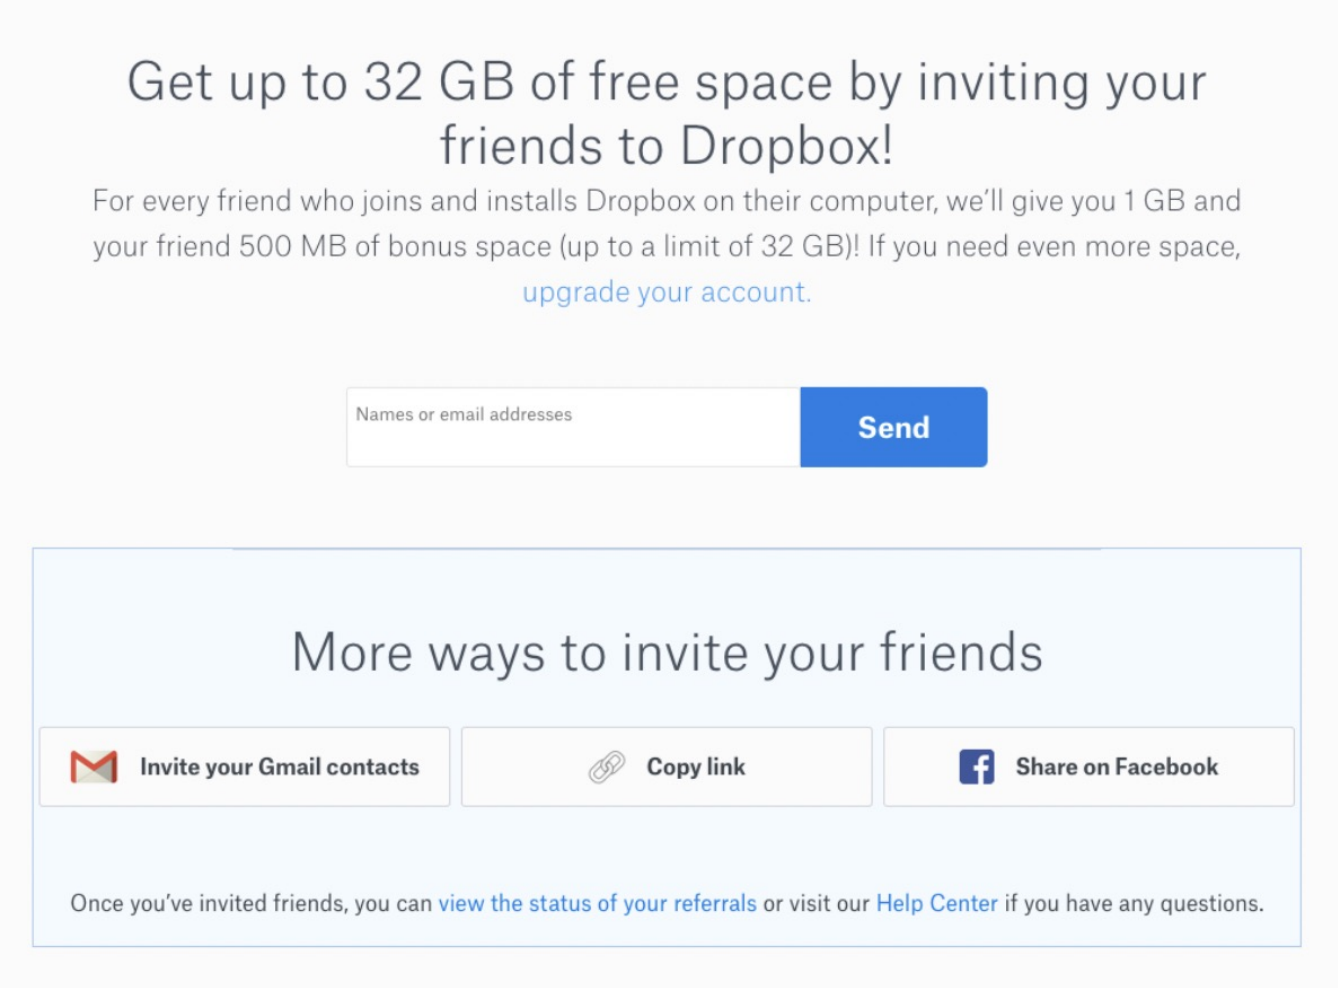 Get up to 32 GB of free space by inviting your
friends to Dropbox!
For every friend who joins and installs Dropbox on their computer, we’ll give you 1 GB and
your friend 500 MB of bonus space (up to a limit of 32 GB)! If you need even more space,
upgrade your account.
Names or email addresses
Send
More ways to invite your friends
Invite your Gmail contacts
Copy link
Share on Facebook
Once you’ve invited friends, you can view the status of your referrals or visit our Help Center if you have any questions.